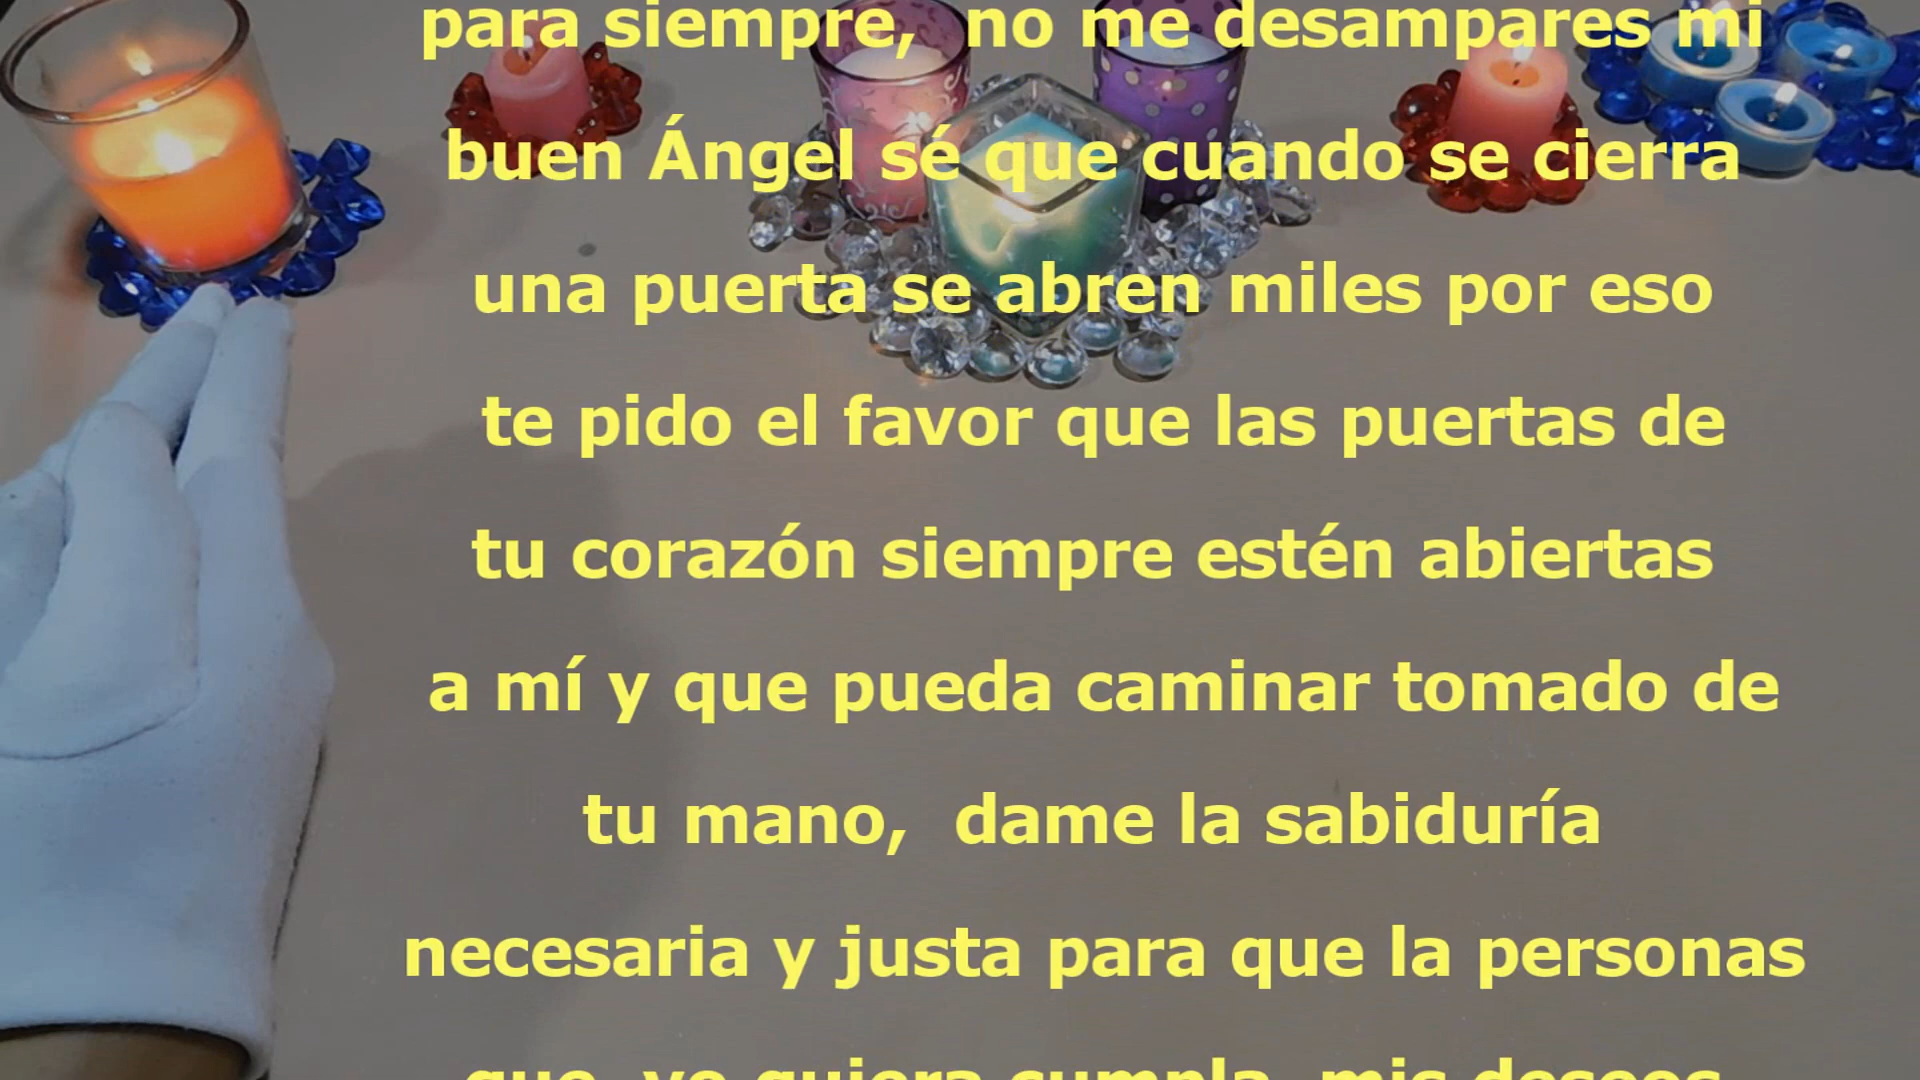 para siempre,  no me desampares mi
buen Ángel sé que cuando se cierra
una puerta se abren miles por eso
te pido el favor que las puertas de
tu corazón siempre estén abiertas
a mí y que pueda caminar tomado de
tu mano,  dame la sabiduría
necesaria y justa para que la personas
que  yo quiera cumpla  mis deseos